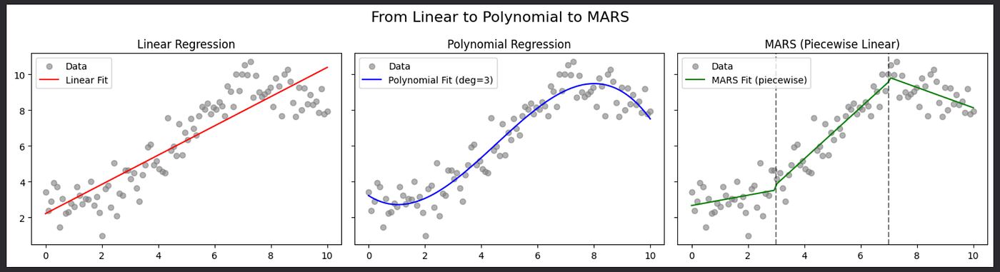 From Linear to Polynomial to MARS
Linear Regression
Data
Linear Fit
10
8
6
4
2
0 2 4 6 8 10
Polynomial Regression
Data
Polynomial Fit (deg=3)
0 2 4 6 8 10
MARS (Piecewise Linear)
Data
MARS Fit (piecewise)
0 2 4 6 8 10